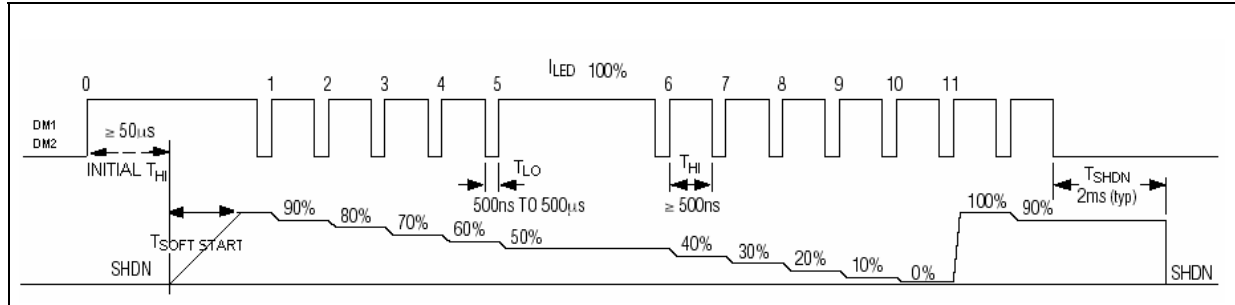 I LED 100%
0 1 2 3 4 5 6 7 8 9 10 11
DM1
DM2
≥ 50µs
INITIAL THI
TLO
500ns TO 500µs
THI
≥ 500ns
TSHDN
2ms (typ)
TSOFT START
90% 80% 70% 60% 50% 40% 30% 20% 10% 0% 100% 90%
SHDN SHDN